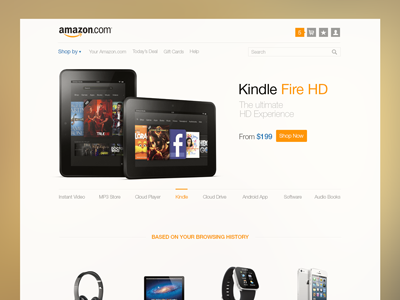 amazon.com
Shop by
Your Amazon.com
Today's Deal
Gift Cards
Help
Search
Kindle Fire HD
The ultimate
HD Experience
From $199
Shop Now
Instant Video
MP3 Store
Cloud Player
Kindle
Cloud Drive
Android App
Software
Audio Books
BASED ON YOUR BROWSING HISTORY